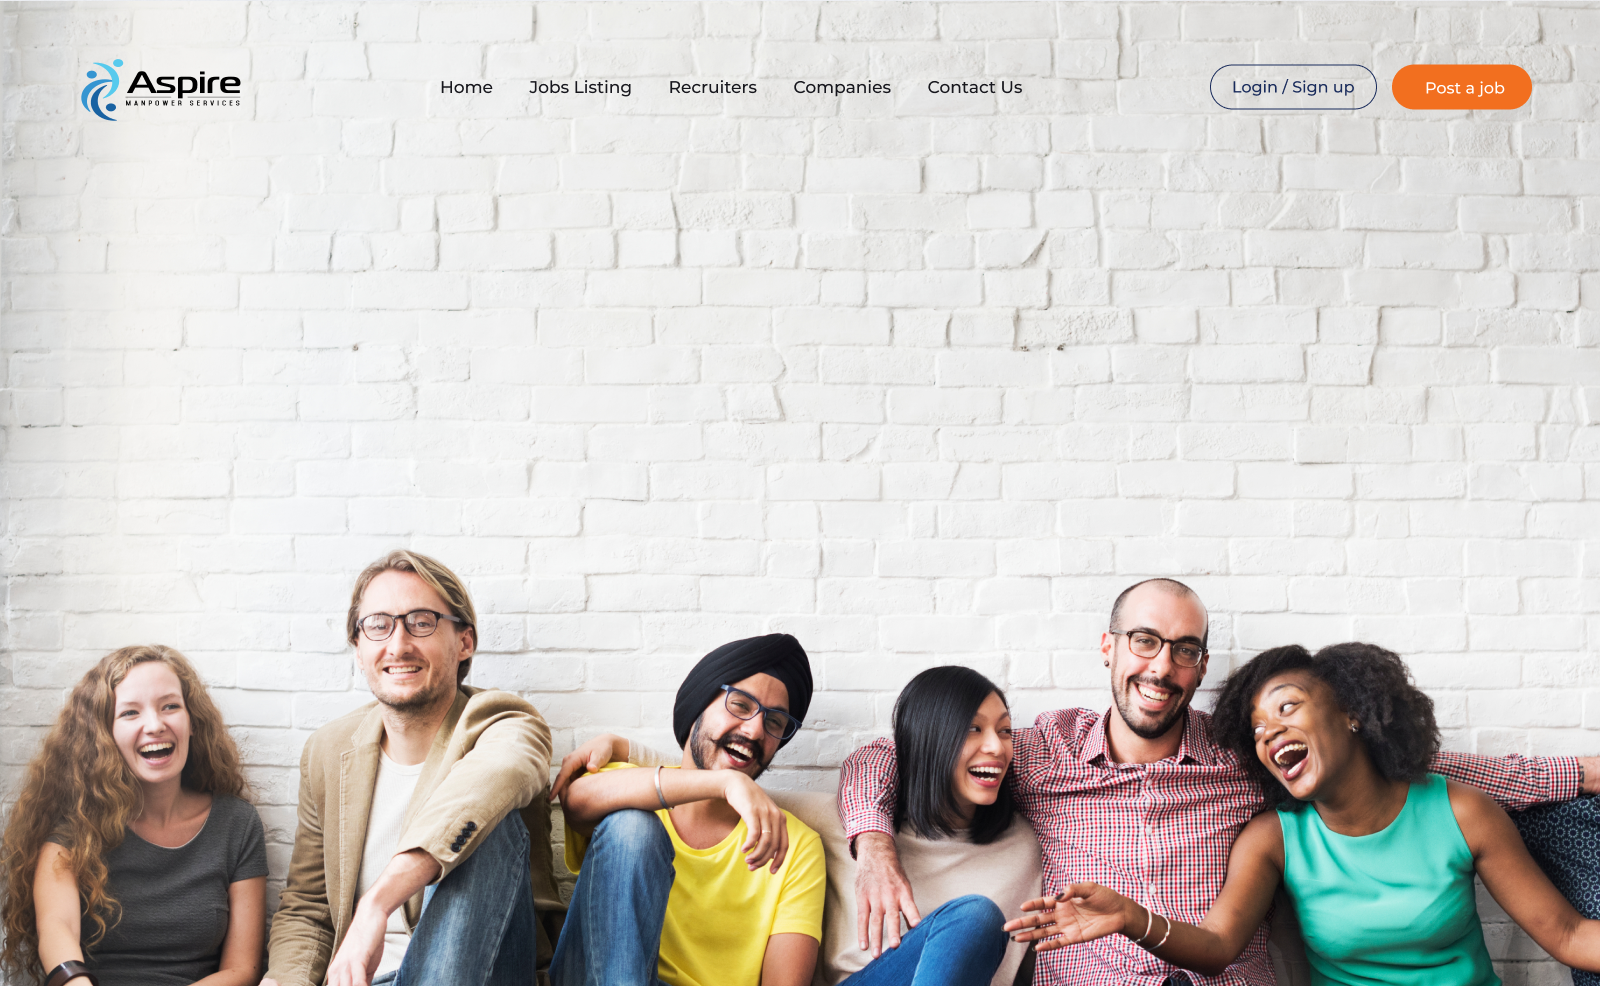 Aspire
MANPOWER SERVICES
Home
Jobs Listing
Recruiters
Companies
Contact Us
Login / Sign up
Post a job